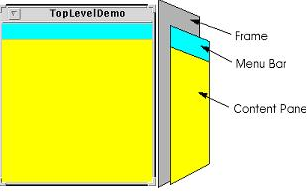 TopLevelDemo
Frame
Menu Bar
Content Pane